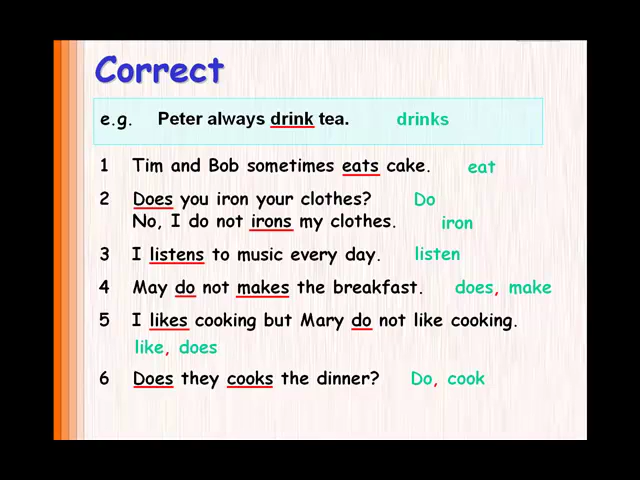 Correct
e.g. Peter always drink tea. drinks
1 Tim and Bob sometimes eats cake. eat
2 Does you iron your clothes? Do
No, I do not irons my clothes. iron
3 I listens to music every day. listen
4 May do not makes the breakfast. does, make
5 I likes cooking but Mary do not like cooking.
like, does
6 Does they cooks the dinner? Do, cook